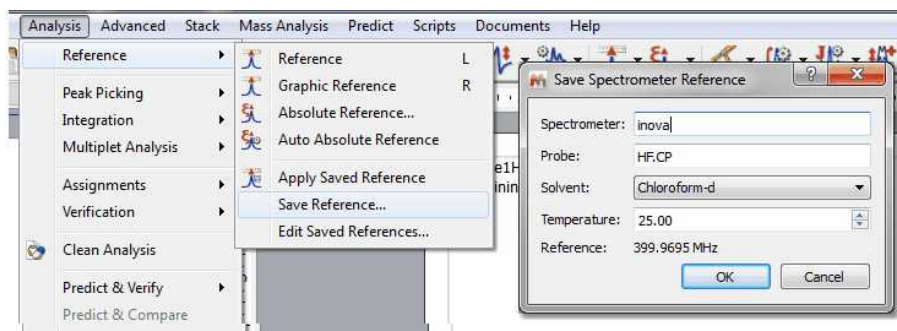 Analysis Advanced Stack Mass Analysis Predict Scripts Documents Help
Reference
Peak Picking
Integration
Multiplet Analysis
Assignments
Verification
Clean Analysis
Predict & Verify
Predict & Compare
Reference L
Graphic Reference R
Absolute Reference...
Auto Absolute Reference
Apply Saved Reference
Save Reference...
Edit Saved References...
e1H
inin
Save Spectrometer Reference ? X
Spectrometer: inova
Probe: HF.CP
Solvent: Chloroform-d
Temperature: 25.00
Reference: 399.9695 MHz
OK Cancel